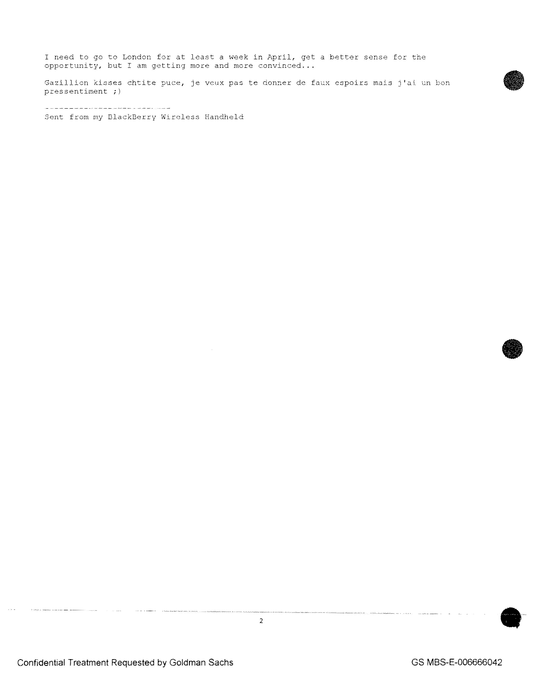 I need to go to London for at least a week in April, get a better sense for the
opportunity, but I am getting more and more convinced...
Gazillion kisses chtite puce, je veux pas te donner de faux espoirs mais j'ai un bon
pressentiment ;)
----------------------------
Sent from my BlackBerry Wireless Handheld
2
Confidential Treatment Requested by Goldman Sachs
GS MBS-E-006666042